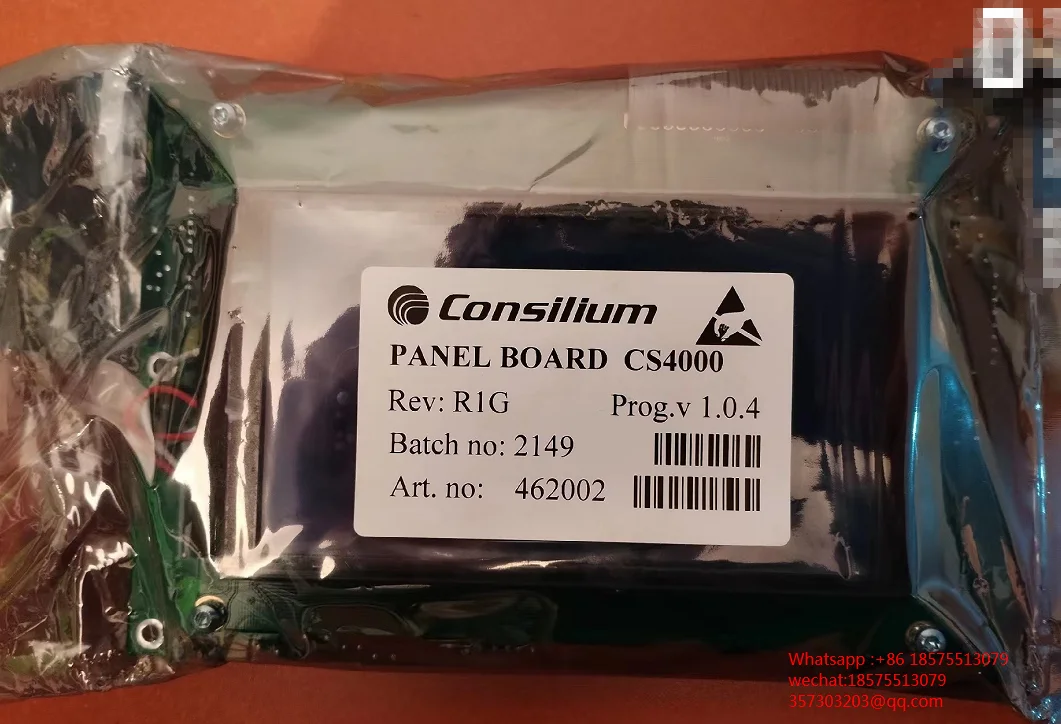 Consilium
PANEL BOARD CS4000
Rev: R1G Prog.v 1.0.4
Batch no: 2149
Art. no: 462002
Whatsapp :+86 18575513079
wechat:18575513079
357303203@qq.com